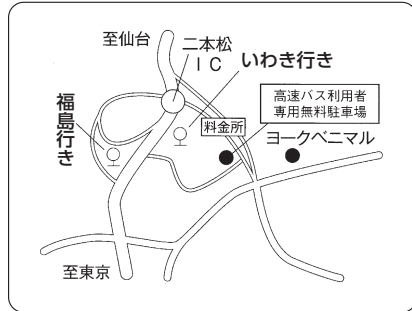 至仙台
二本松
IC
いわき行き
高速バス利用者
専用無料駐車場
福島行き
料金所
ヨークベニマル
至東京